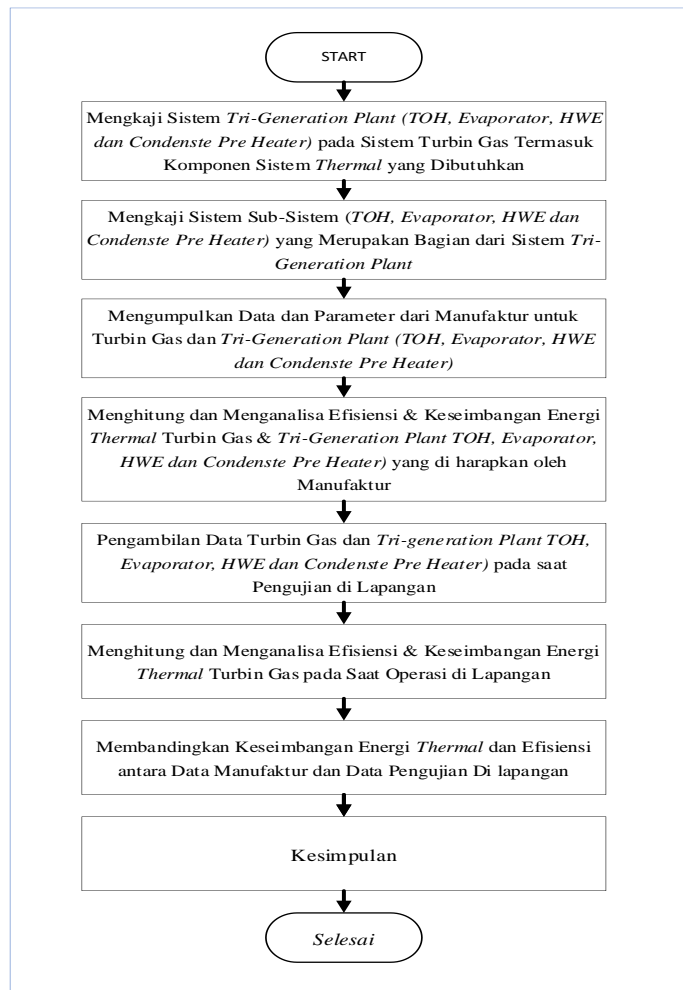 START
Mengkaji Sistem Tri-Generation Plant (TOH, Evaporator, HWE
dan Condenste Pre Heater) pada Sistem Turbin Gas Termasuk
Komponen Sistem Thermal yang Dibutuhkan
Mengkaji Sistem Sub-Sistem (TOH, Evaporator, HWE dan
Condenste Pre Heater) yang Merupakan Bagian dari Sistem Tri-
Generation Plant
Mengumpulkan Data dan Parameter dari Manufaktur untuk
Turbin Gas dan Tri-Generation Plant (TOH, Evaporator, HWE
dan Condenste Pre Heater)
Menghitung dan Menganalisa Efisiensi & Keseimbangan Energi
Thermal Turbin Gas & Tri-Generation Plant TOH, Evaporator,
HWE dan Condenste Pre Heater) yang di harapkan oleh
Manufaktur
Pengambilan Data Turbin Gas dan Tri-generation Plant TOH,
Evaporator, HWE dan Condenste Pre Heater) pada saat
Pengujian di Lapangan
Menghitung dan Menganalisa Efisiensi & Keseimbangan Energi
Thermal Turbin Gas pada Saat Operasi di Lapangan
Membandingkan Keseimbangan Energi Thermal dan Efisiensi
antara Data Manufaktur dan Data Pengujian Di lapangan
Kesimpulan
Selesai